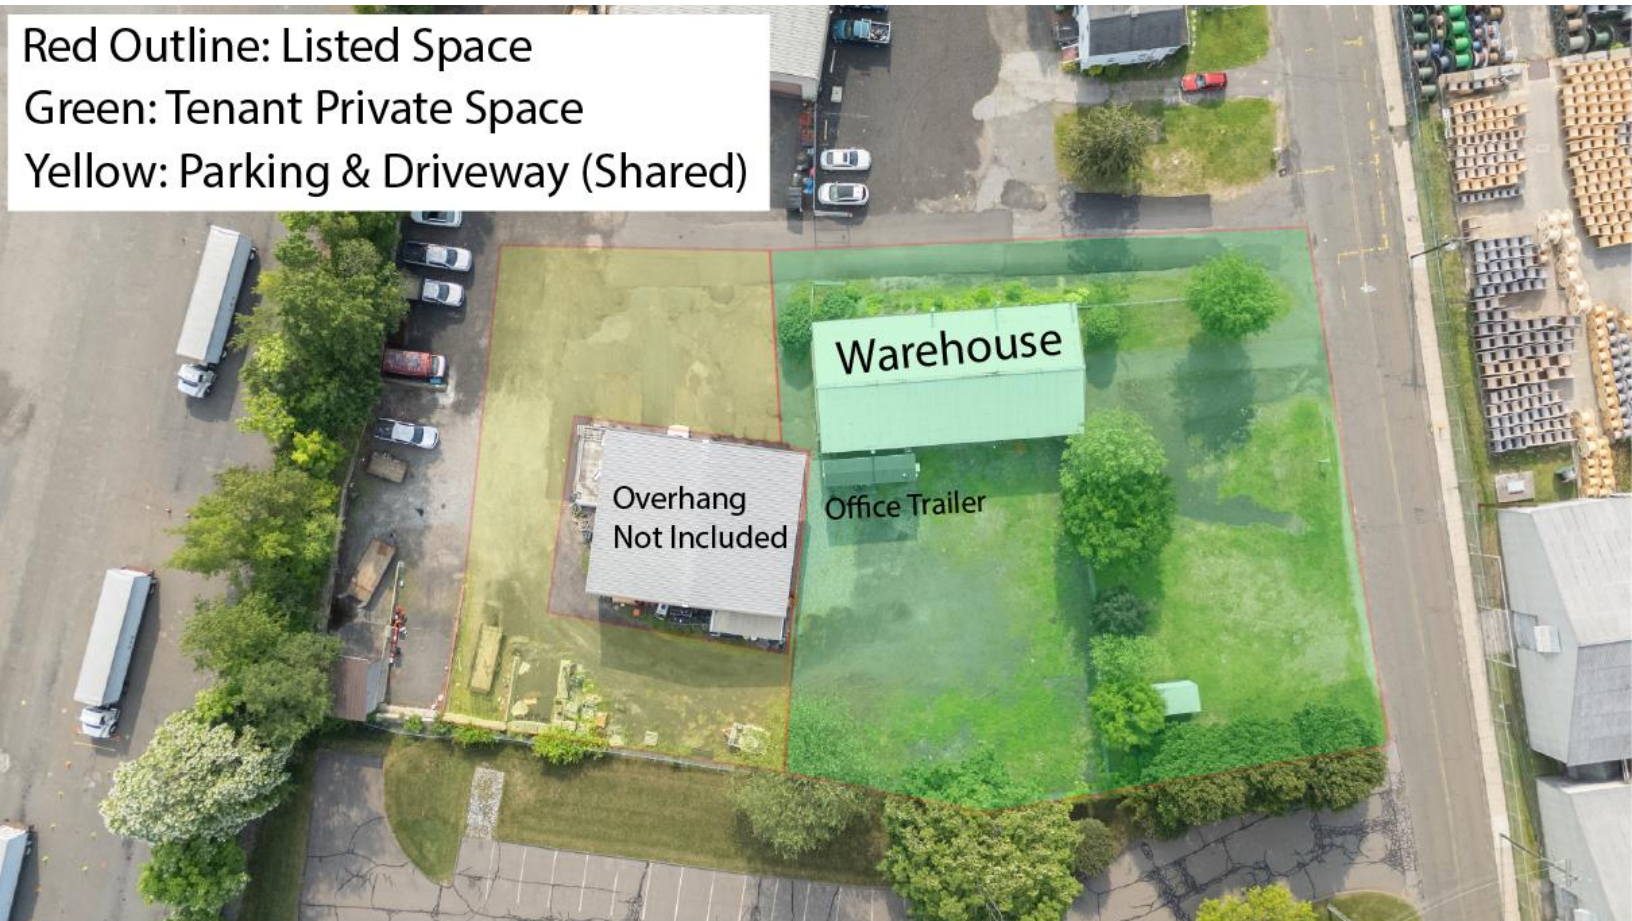 Red Outline: Listed Space
Green: Tenant Private Space
Yellow: Parking & Driveway (Shared)
Warehouse
Overhang
Not Included
Office Trailer